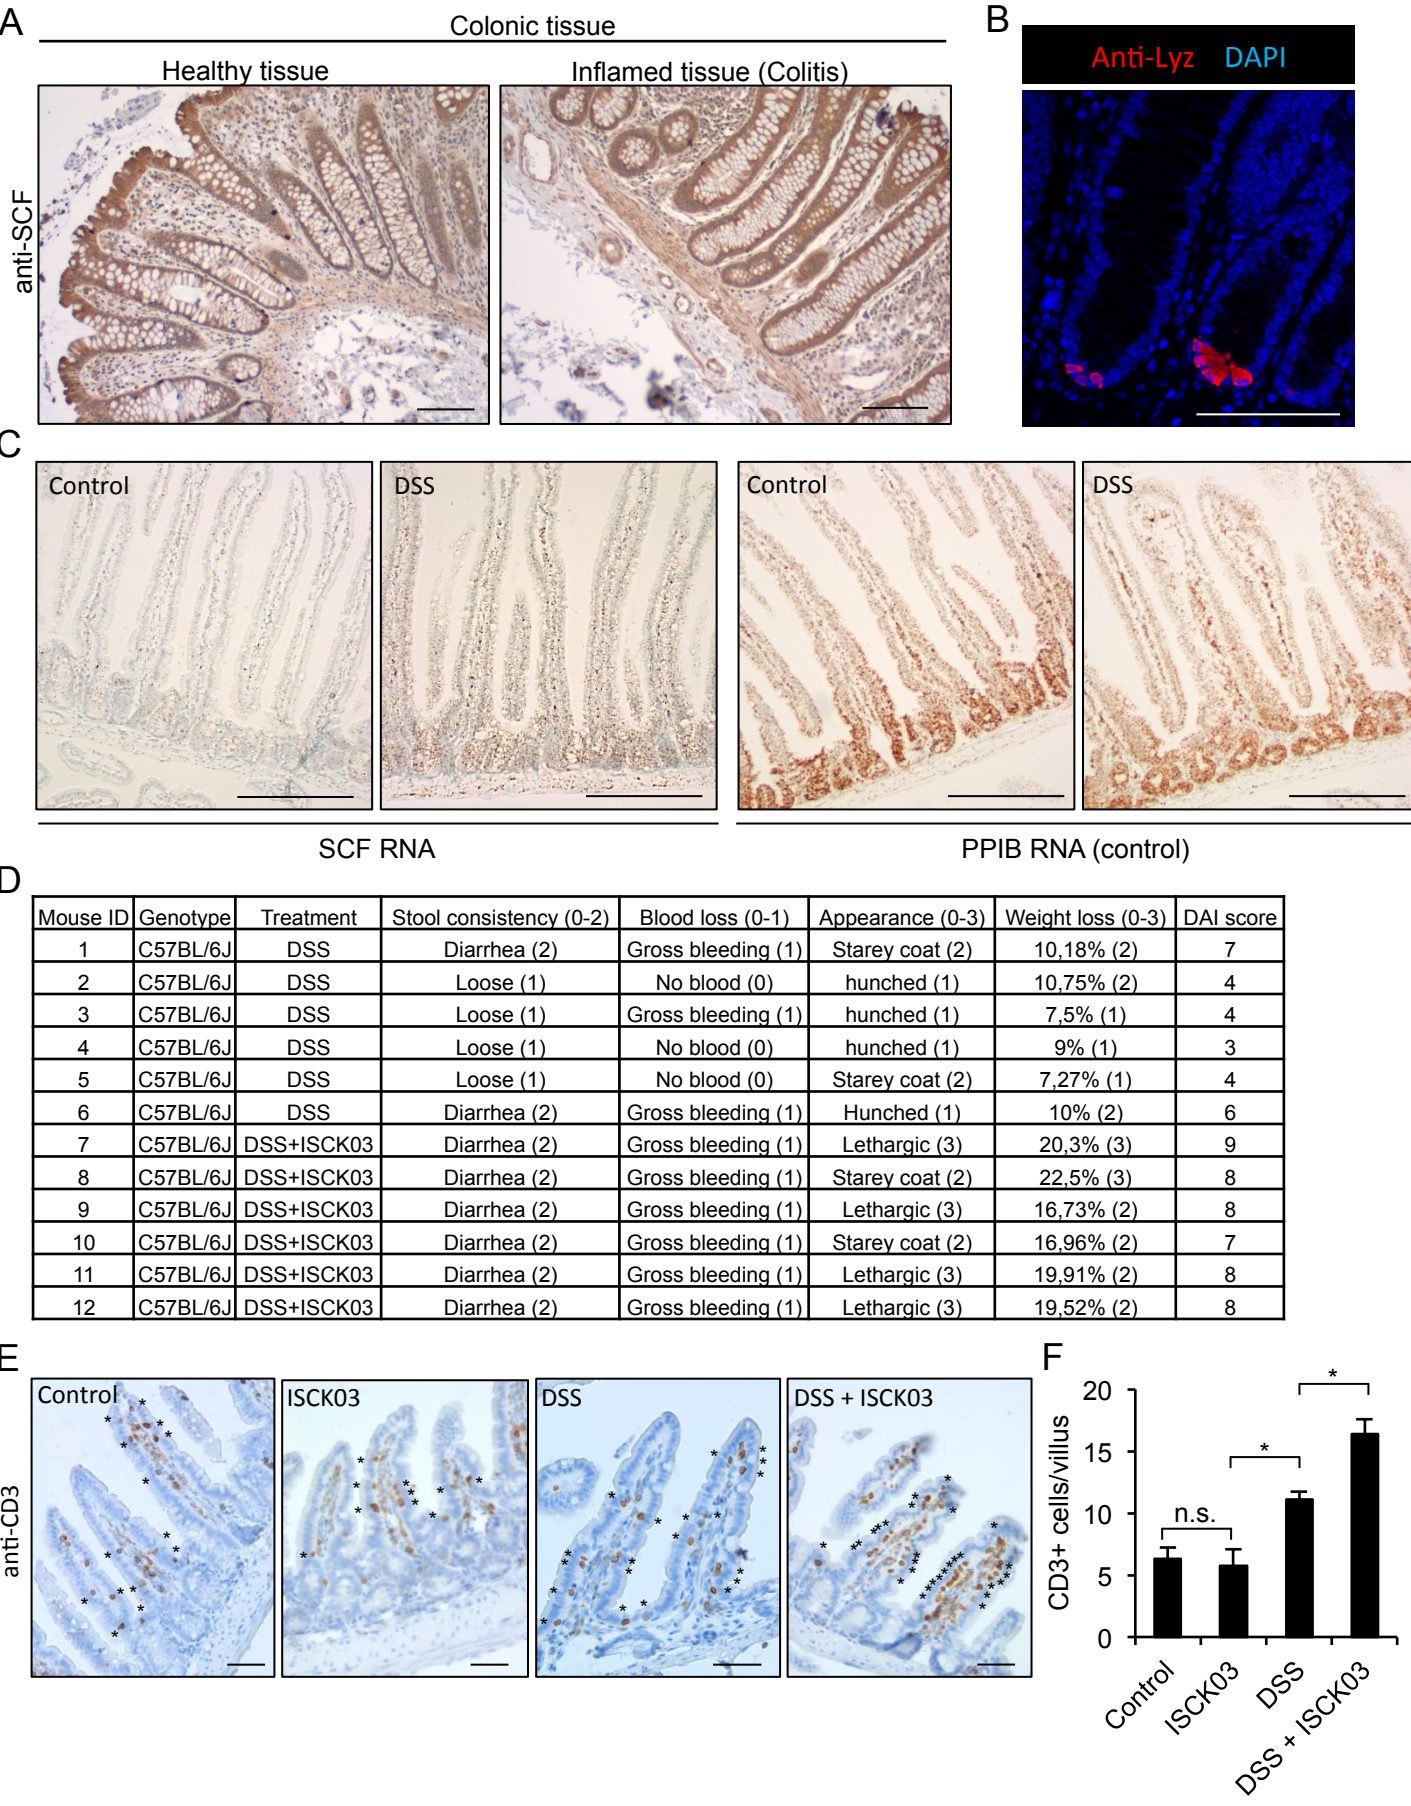 A
Colonic tissue
Healthy tissue
Inflamed tissue (Colitis)
anti-SCF
B
Anti-Lyz DAPI
C
Control
DSS
Control
DSS
SCF RNA
PPIB RNA (control)
D
Mouse ID Genotype Treatment Stool consistency (0-2) Blood loss (0-1) Appearance (0-3) Weight loss (0-3) DAI score
1 C57BL/6J DSS Diarrhea (2) Gross bleeding (1) Starey coat (2) 10,18% (2) 7
2 C57BL/6J DSS Loose (1) No blood (0) hunched (1) 10,75% (2) 4
3 C57BL/6J DSS Loose (1) Gross bleeding (1) hunched (1) 7,5% (1) 4
4 C57BL/6J DSS Loose (1) No blood (0) hunched (1) 9% (1) 3
5 C57BL/6J DSS Loose (1) No blood (0) Starey coat (2) 7,27% (1) 4
6 C57BL/6J DSS Diarrhea (2) Gross bleeding (1) Hunched (1) 10% (2) 6
7 C57BL/6J DSS+ISCK03 Diarrhea (2) Gross bleeding (1) Lethargic (3) 20,3% (3) 9
8 C57BL/6J DSS+ISCK03 Diarrhea (2) Gross bleeding (1) Starey coat (2) 22,5% (3) 8
9 C57BL/6J DSS+ISCK03 Diarrhea (2) Gross bleeding (1) Lethargic (3) 16,73% (2) 8
10 C57BL/6J DSS+ISCK03 Diarrhea (2) Gross bleeding (1) Starey coat (2) 16,96% (2) 7
11 C57BL/6J DSS+ISCK03 Diarrhea (2) Gross bleeding (1) Lethargic (3) 19,91% (2) 8
12 C57BL/6J DSS+ISCK03 Diarrhea (2) Gross bleeding (1) Lethargic (3) 19,52% (2) 8
E
Control
ISCK03
DSS
DSS + ISCK03
anti-CD3
F
CD3+ cells/villus
20
15
10
5
0
n.s.
*
*
Control
ISCK03
DSS
DSS + ISCK03